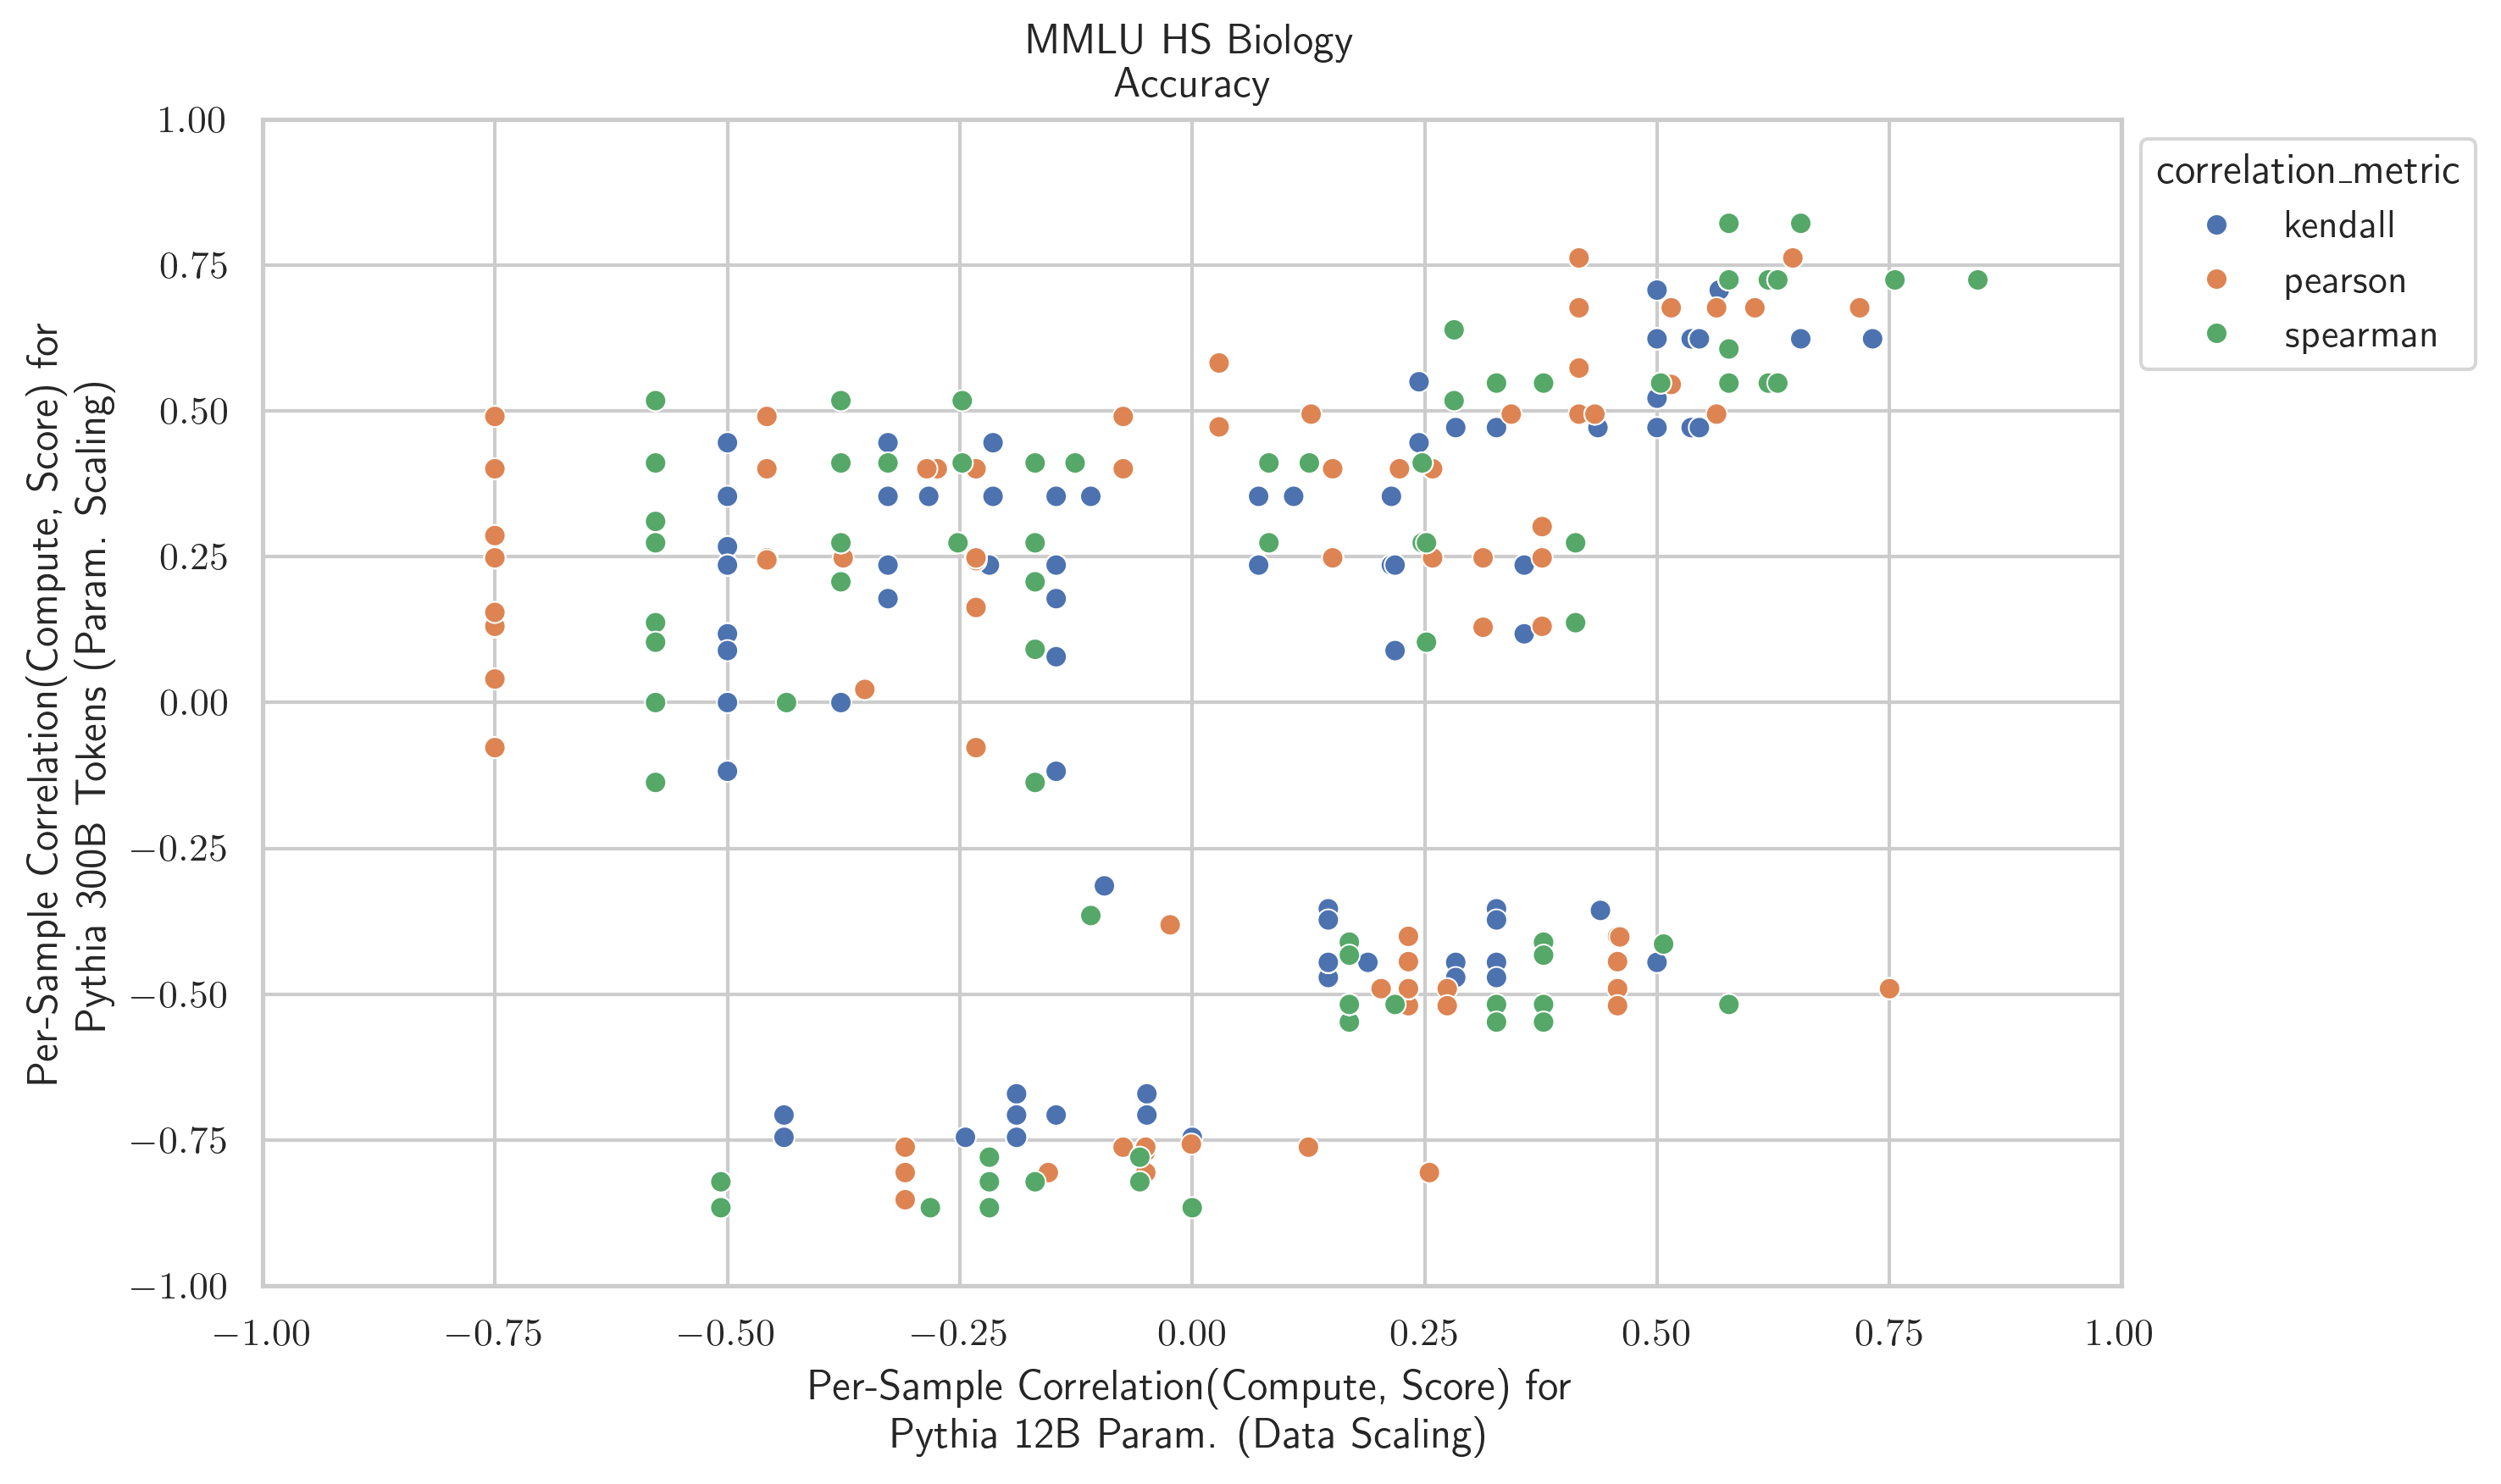 MMLU HS Biology
Accuracy
1.00
0.75
0.50
0.25
0.00
−0.25
−0.50
−0.75
−1.00
Per-Sample Correlation(Compute, Score) for
Pythia 300B Tokens (Param. Scaling)
correlation_metric
kendall
pearson
spearman
−1.00 −0.75 −0.50 −0.25 0.00 0.25 0.50 0.75 1.00
Per-Sample Correlation(Compute, Score) for
Pythia 12B Param. (Data Scaling)